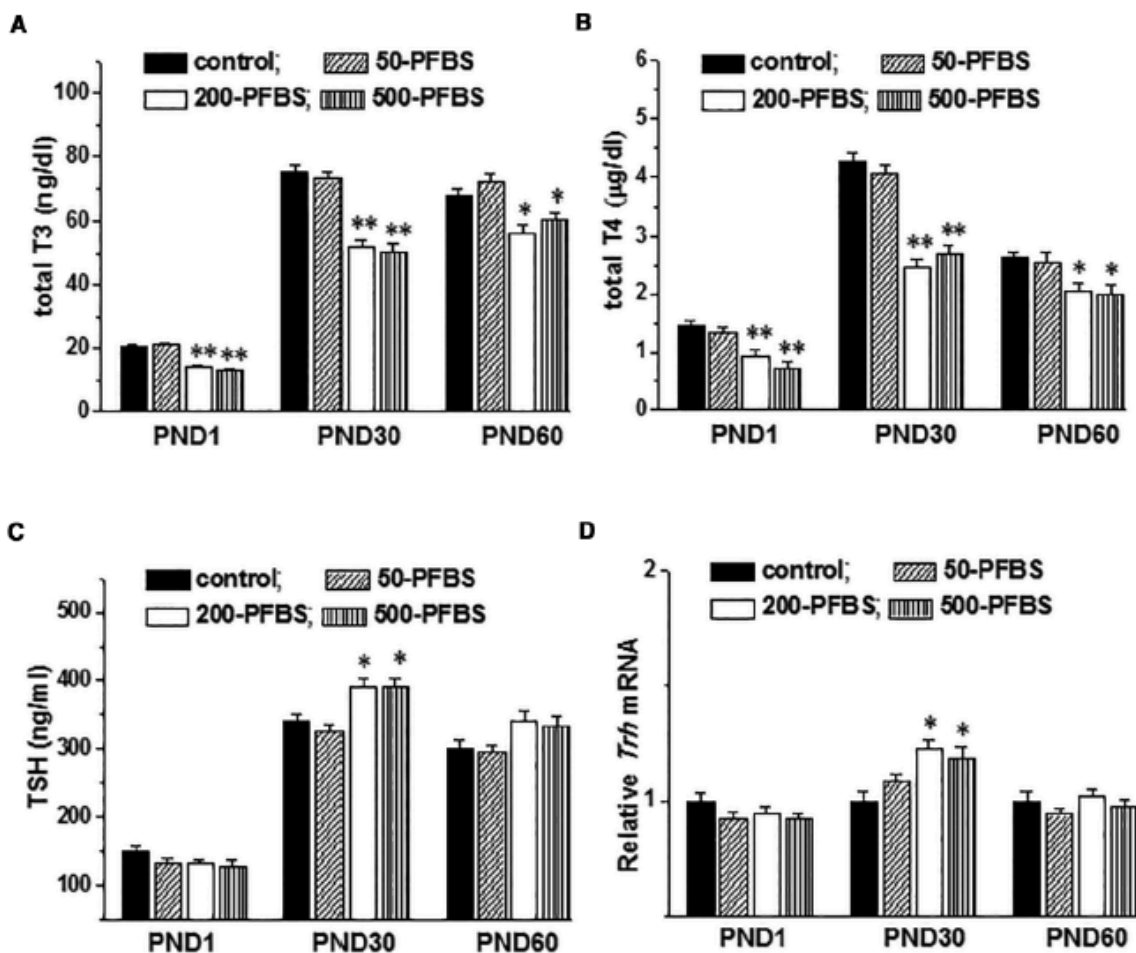 A
control; 50-PFBS
200-PFBS; 500-PFBS
total T3 (ng/dl)
100
80
60
40
20
0
** **
** **
* *
PND1 PND30 PND60
B
control; 50-PFBS
200-PFBS; 500-PFBS
total T4 (µg/dl)
6
5
4
3
2
1
0
** **
** **
* *
PND1 PND30 PND60
C
control; 50-PFBS
200-PFBS; 500-PFBS
TSH (ng/ml)
500
400
300
200
100
* *
PND1 PND30 PND60
D
control; 50-PFBS
200-PFBS; 500-PFBS
Relative Trh mRNA
2
1
* *
PND1 PND30 PND60